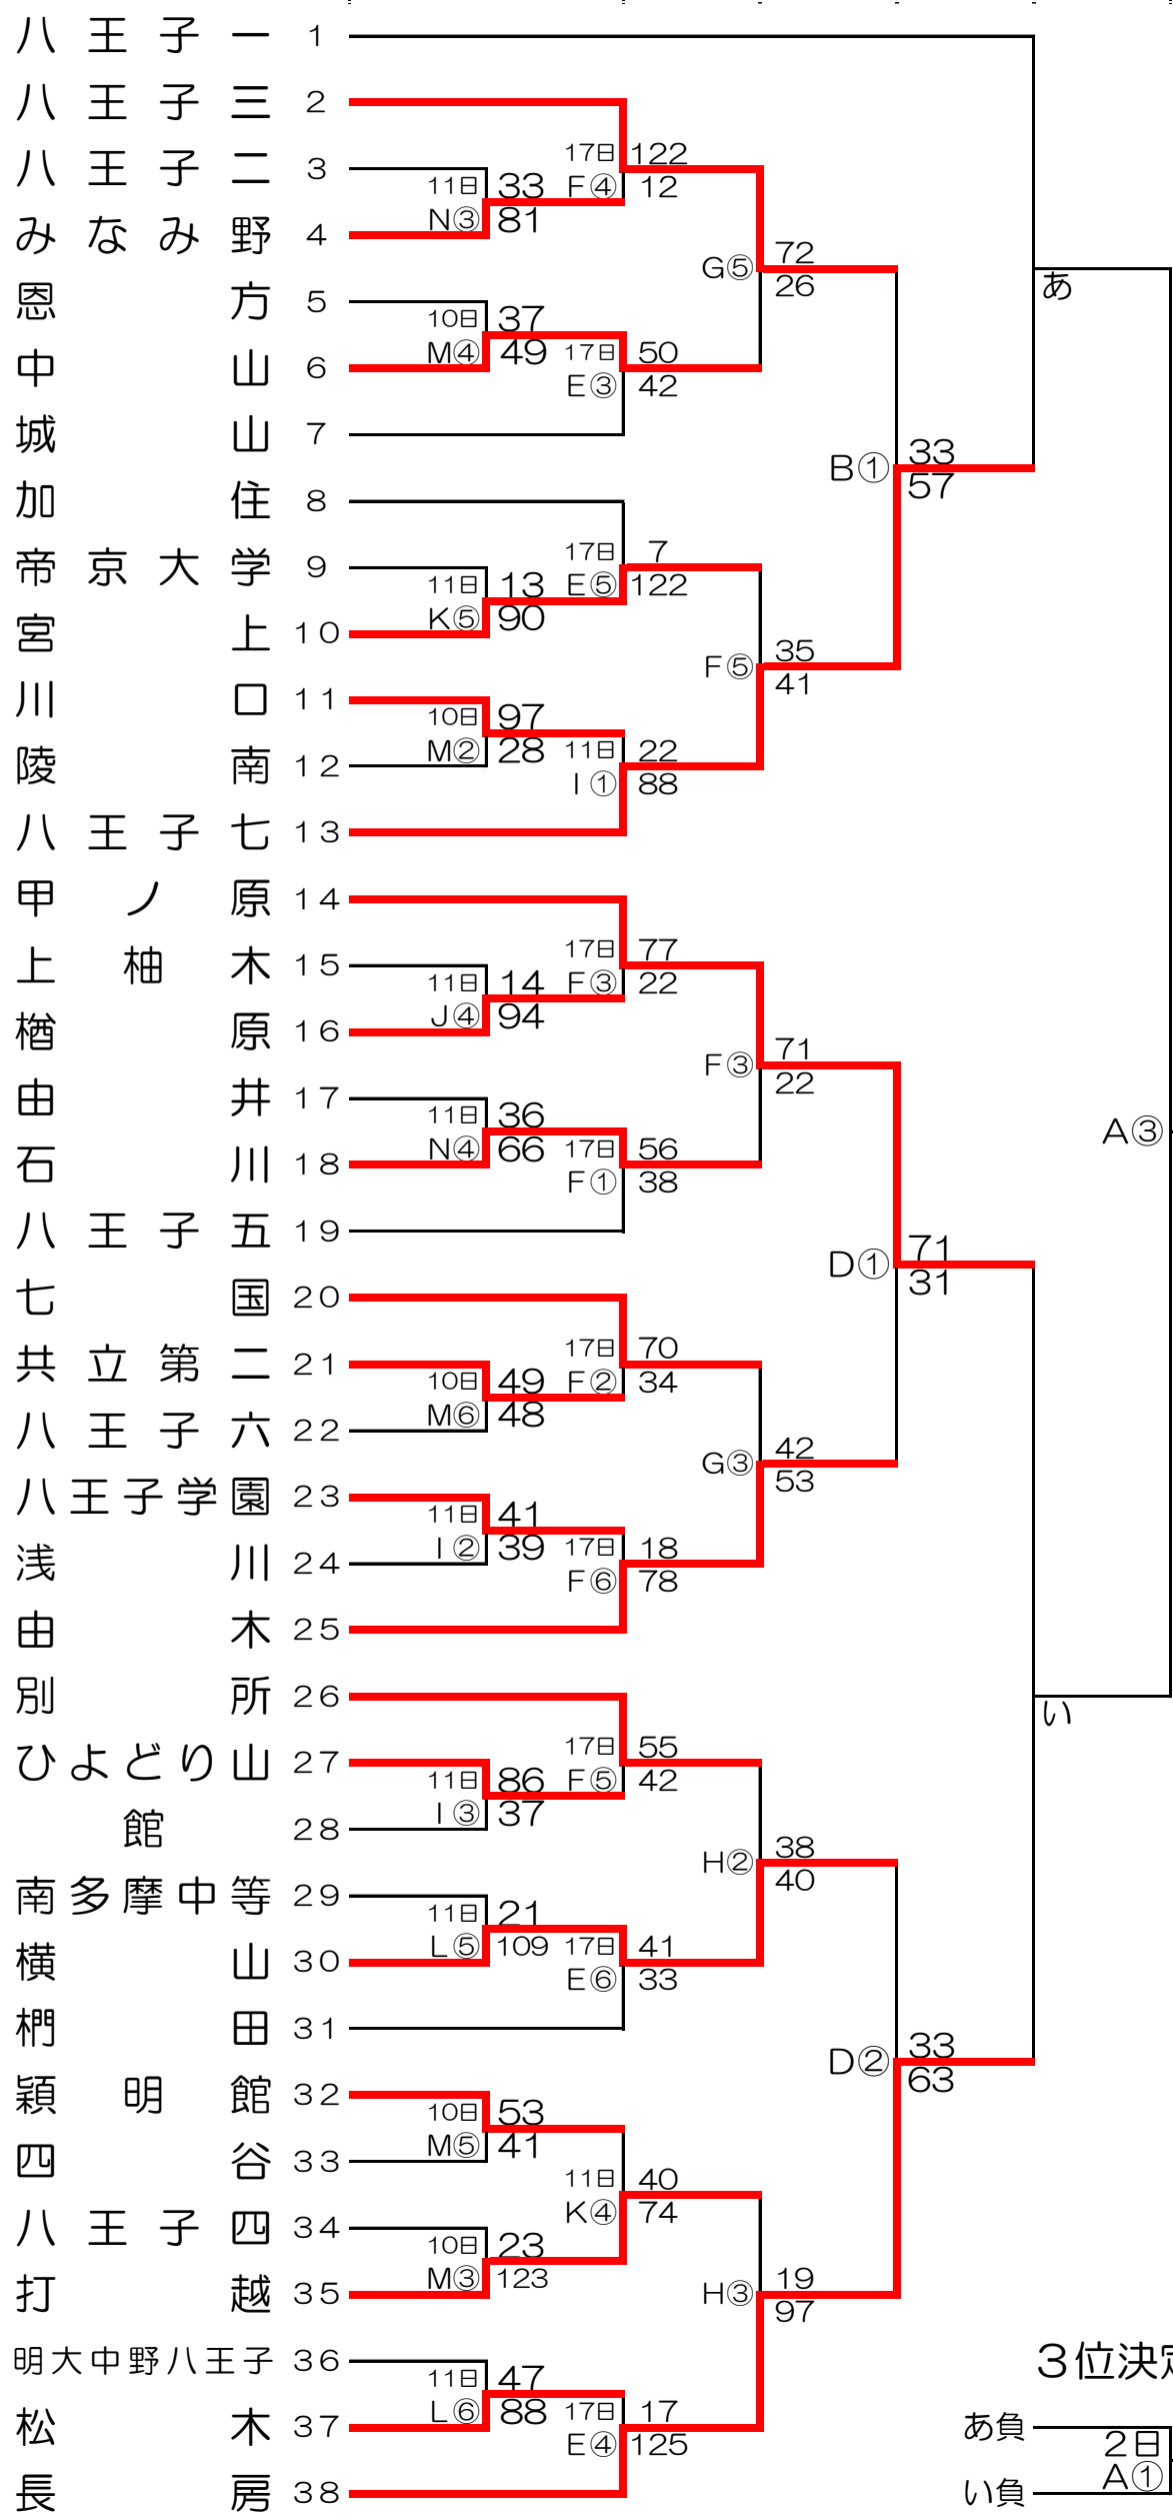 八王子一 1
八王子三 2
17日 122
F④ 12
八王子二 3
11日 33
N③ 81
みなみ野 4
G⑤ 72
26
あ
恩方 5
10日 37
M④ 49
17日 50
E③ 42
中山 6
城山 7
B① 33
57
加住 8
17日 7
E⑤ 122
帝京大学 9
11日 13
K⑤ 90
宮上 10
F⑤ 35
41
川口 11
10日 97
M② 28
11日 22
I① 88
陵南 12
八王子七 13
甲ノ原 14
17日 77
F③ 22
上柚木 15
11日 14
J④ 94
楢原 16
F③ 71
22
由井 17
11日 36
N④ 66
17日 56
F① 38
A③
石川 18
八王子五 19
D① 71
31
七国 20
17日 70
F② 34
共立第二 21
10日 49
M⑥ 48
八王子六 22
G③ 42
53
八王子学園 23
11日 41
I② 39
17日 18
F⑥ 78
浅川 24
由木 25
別所 26
い
17日 55
F⑤ 42
ひよどり山 27
11日 86
I③ 37
館 28
H② 38
40
南多摩中等 29
11日 21
L⑤ 109
17日 41
E⑥ 33
横山 30
椚田 31
D② 33
63
穎明館 32
10日 53
M⑤ 41
四谷 33
11日 40
K④ 74
八王子四 34
10日 23
M③ 123
打越 35
H③ 19
97
明大中野八王子 36
11日 47
L⑥ 88
17日 17
E④ 125
松木 37
長房 38
3位決定
あ負
2日
A①
い負